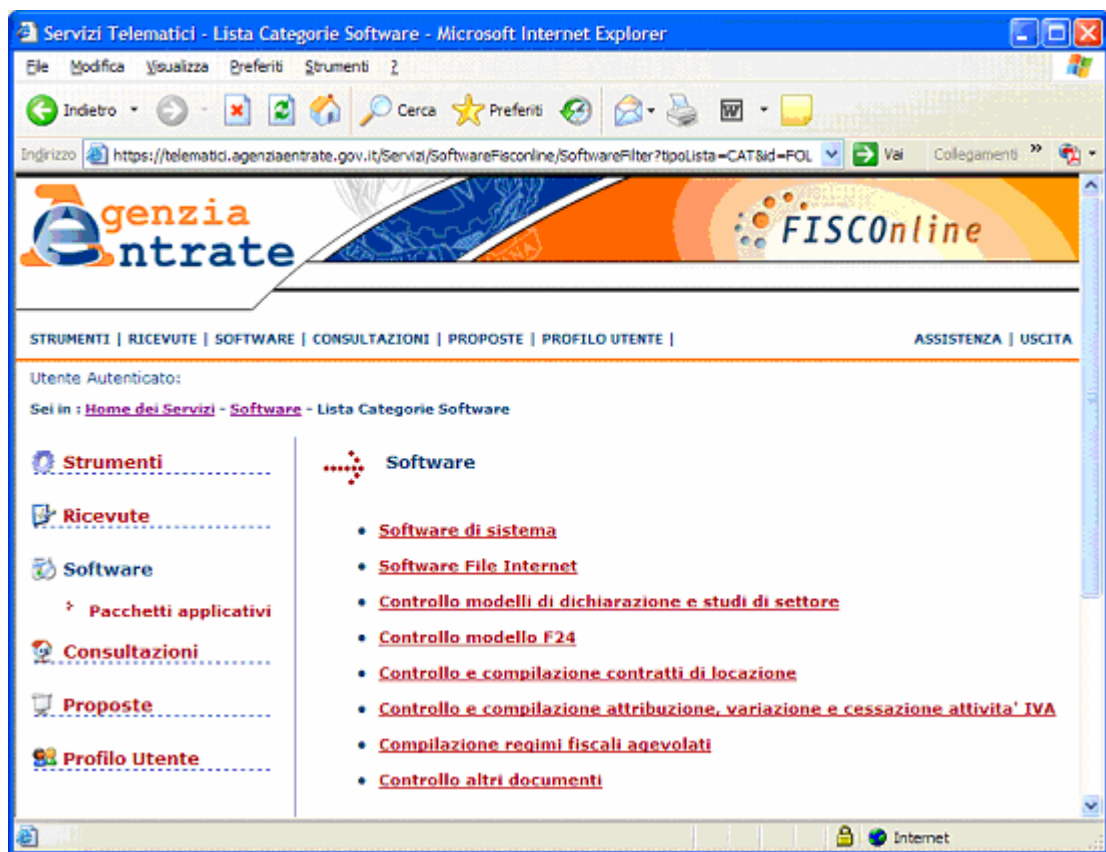 Servizi Telematici - Lista Categorie Software - Microsoft Internet Explorer
File Modifica Visualizza Preferiti Strumenti ?
Indietro Cerca Preferiti
Indirizzo https://telematici.agenziaentrate.gov.it/Servizi/SoftwareFisconline/SoftwareFilter?tipoLista=CAT&id=FOL Vai Collegamenti »
Agenzia
Entrate
FISCOnline
STRUMENTI | RICEVUTE | SOFTWARE | CONSULTAZIONI | PROPOSTE | PROFILO UTENTE | ASSISTENZA | USCITA
Utente Autenticato:
Sei in : Home dei Servizi - Software - Lista Categorie Software
Strumenti
Ricevute
Software
Pacchetti applicativi
Consultazioni
Proposte
Profilo Utente
Software
Software di sistema
Software File Internet
Controllo modelli di dichiarazione e studi di settore
Controllo modello F24
Controllo e compilazione contratti di locazione
Controllo e compilazione attribuzione, variazione e cessazione attivita' IVA
Compilazione regimi fiscali agevolati
Controllo altri documenti
Internet